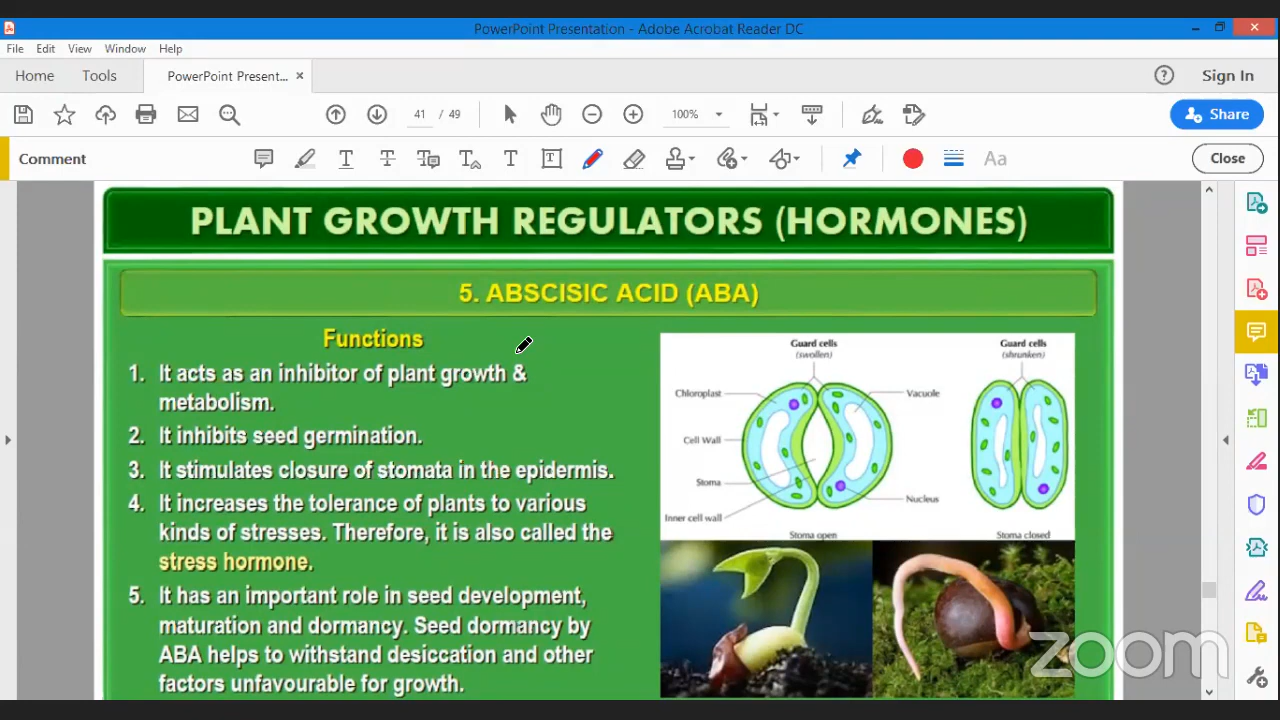 PowerPoint Presentation - Adobe Acrobat Reader DC
File Edit View Window Help
Home Tools PowerPoint Present... × Sign In
41 / 49 100% Share
Comment Aa Close
PLANT GROWTH REGULATORS (HORMONES)
5. ABSCISIC ACID (ABA)
Functions
1. It acts as an inhibitor of plant growth &
metabolism.
2. It inhibits seed germination.
3. It stimulates closure of stomata in the epidermis.
4. It increases the tolerance of plants to various
kinds of stresses. Therefore, it is also called the
stress hormone.
5. It has an important role in seed development,
maturation and dormancy. Seed dormancy by
ABA helps to withstand desiccation and other
factors unfavourable for growth.
Guard cells
(swollen)
Chloroplast
Vacuole
Cell Wall
Stoma
Nucleus
Inner cell wall
Stoma open
Guard cells
(shrunken)
Stoma closed
zoom